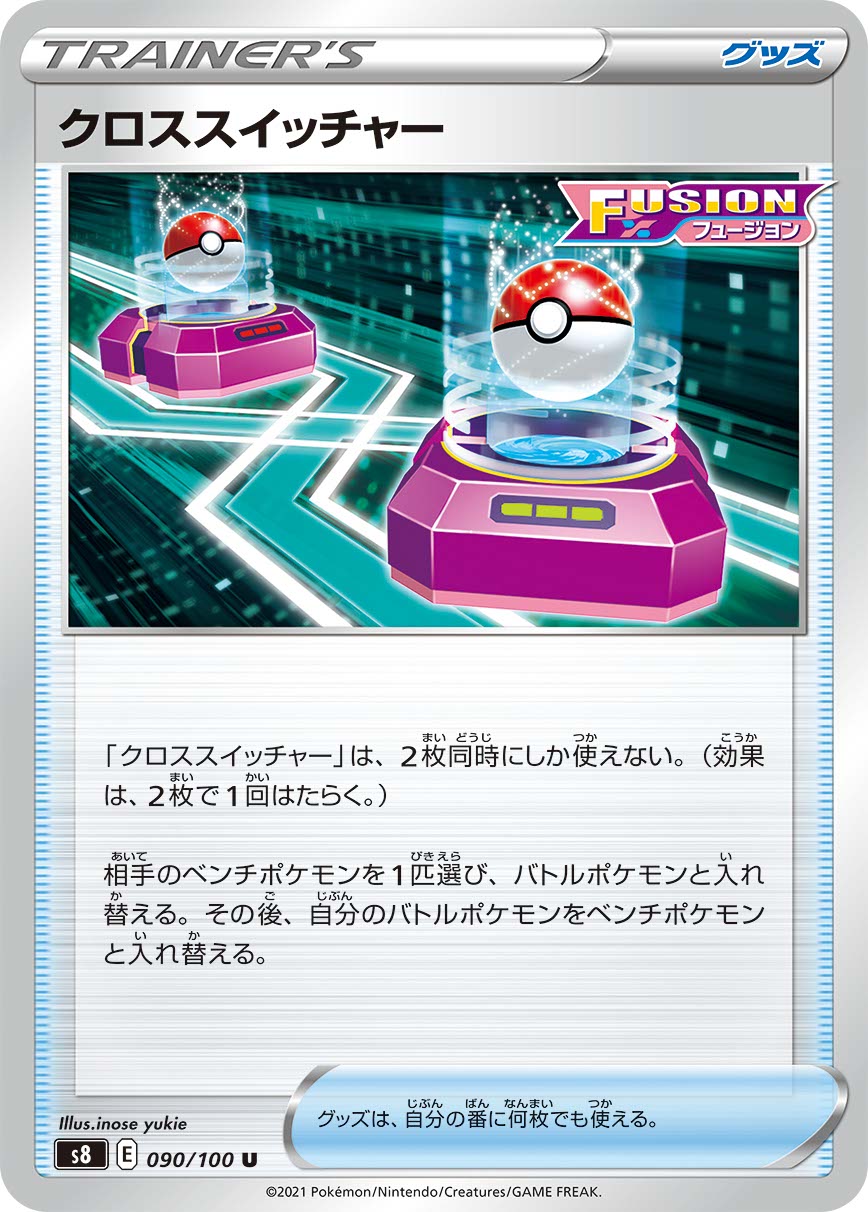 TRAINER'S
グッズ
クロススイッチャー
FUSION
フュージョン
「クロススイッチャー」は、2枚同時にしか使えない。（効果
は、2枚で1回はたらく。）
相手のベンチポケモンを1匹選び、バトルポケモンと入れ
替える。その後、自分のバトルポケモンをベンチポケモン
と入れ替える。
Illus.inose yukie
グッズは、自分の番に何枚でも使える。
s8 E 090/100 U
©2021 Pokémon/Nintendo/Creatures/GAME FREAK.